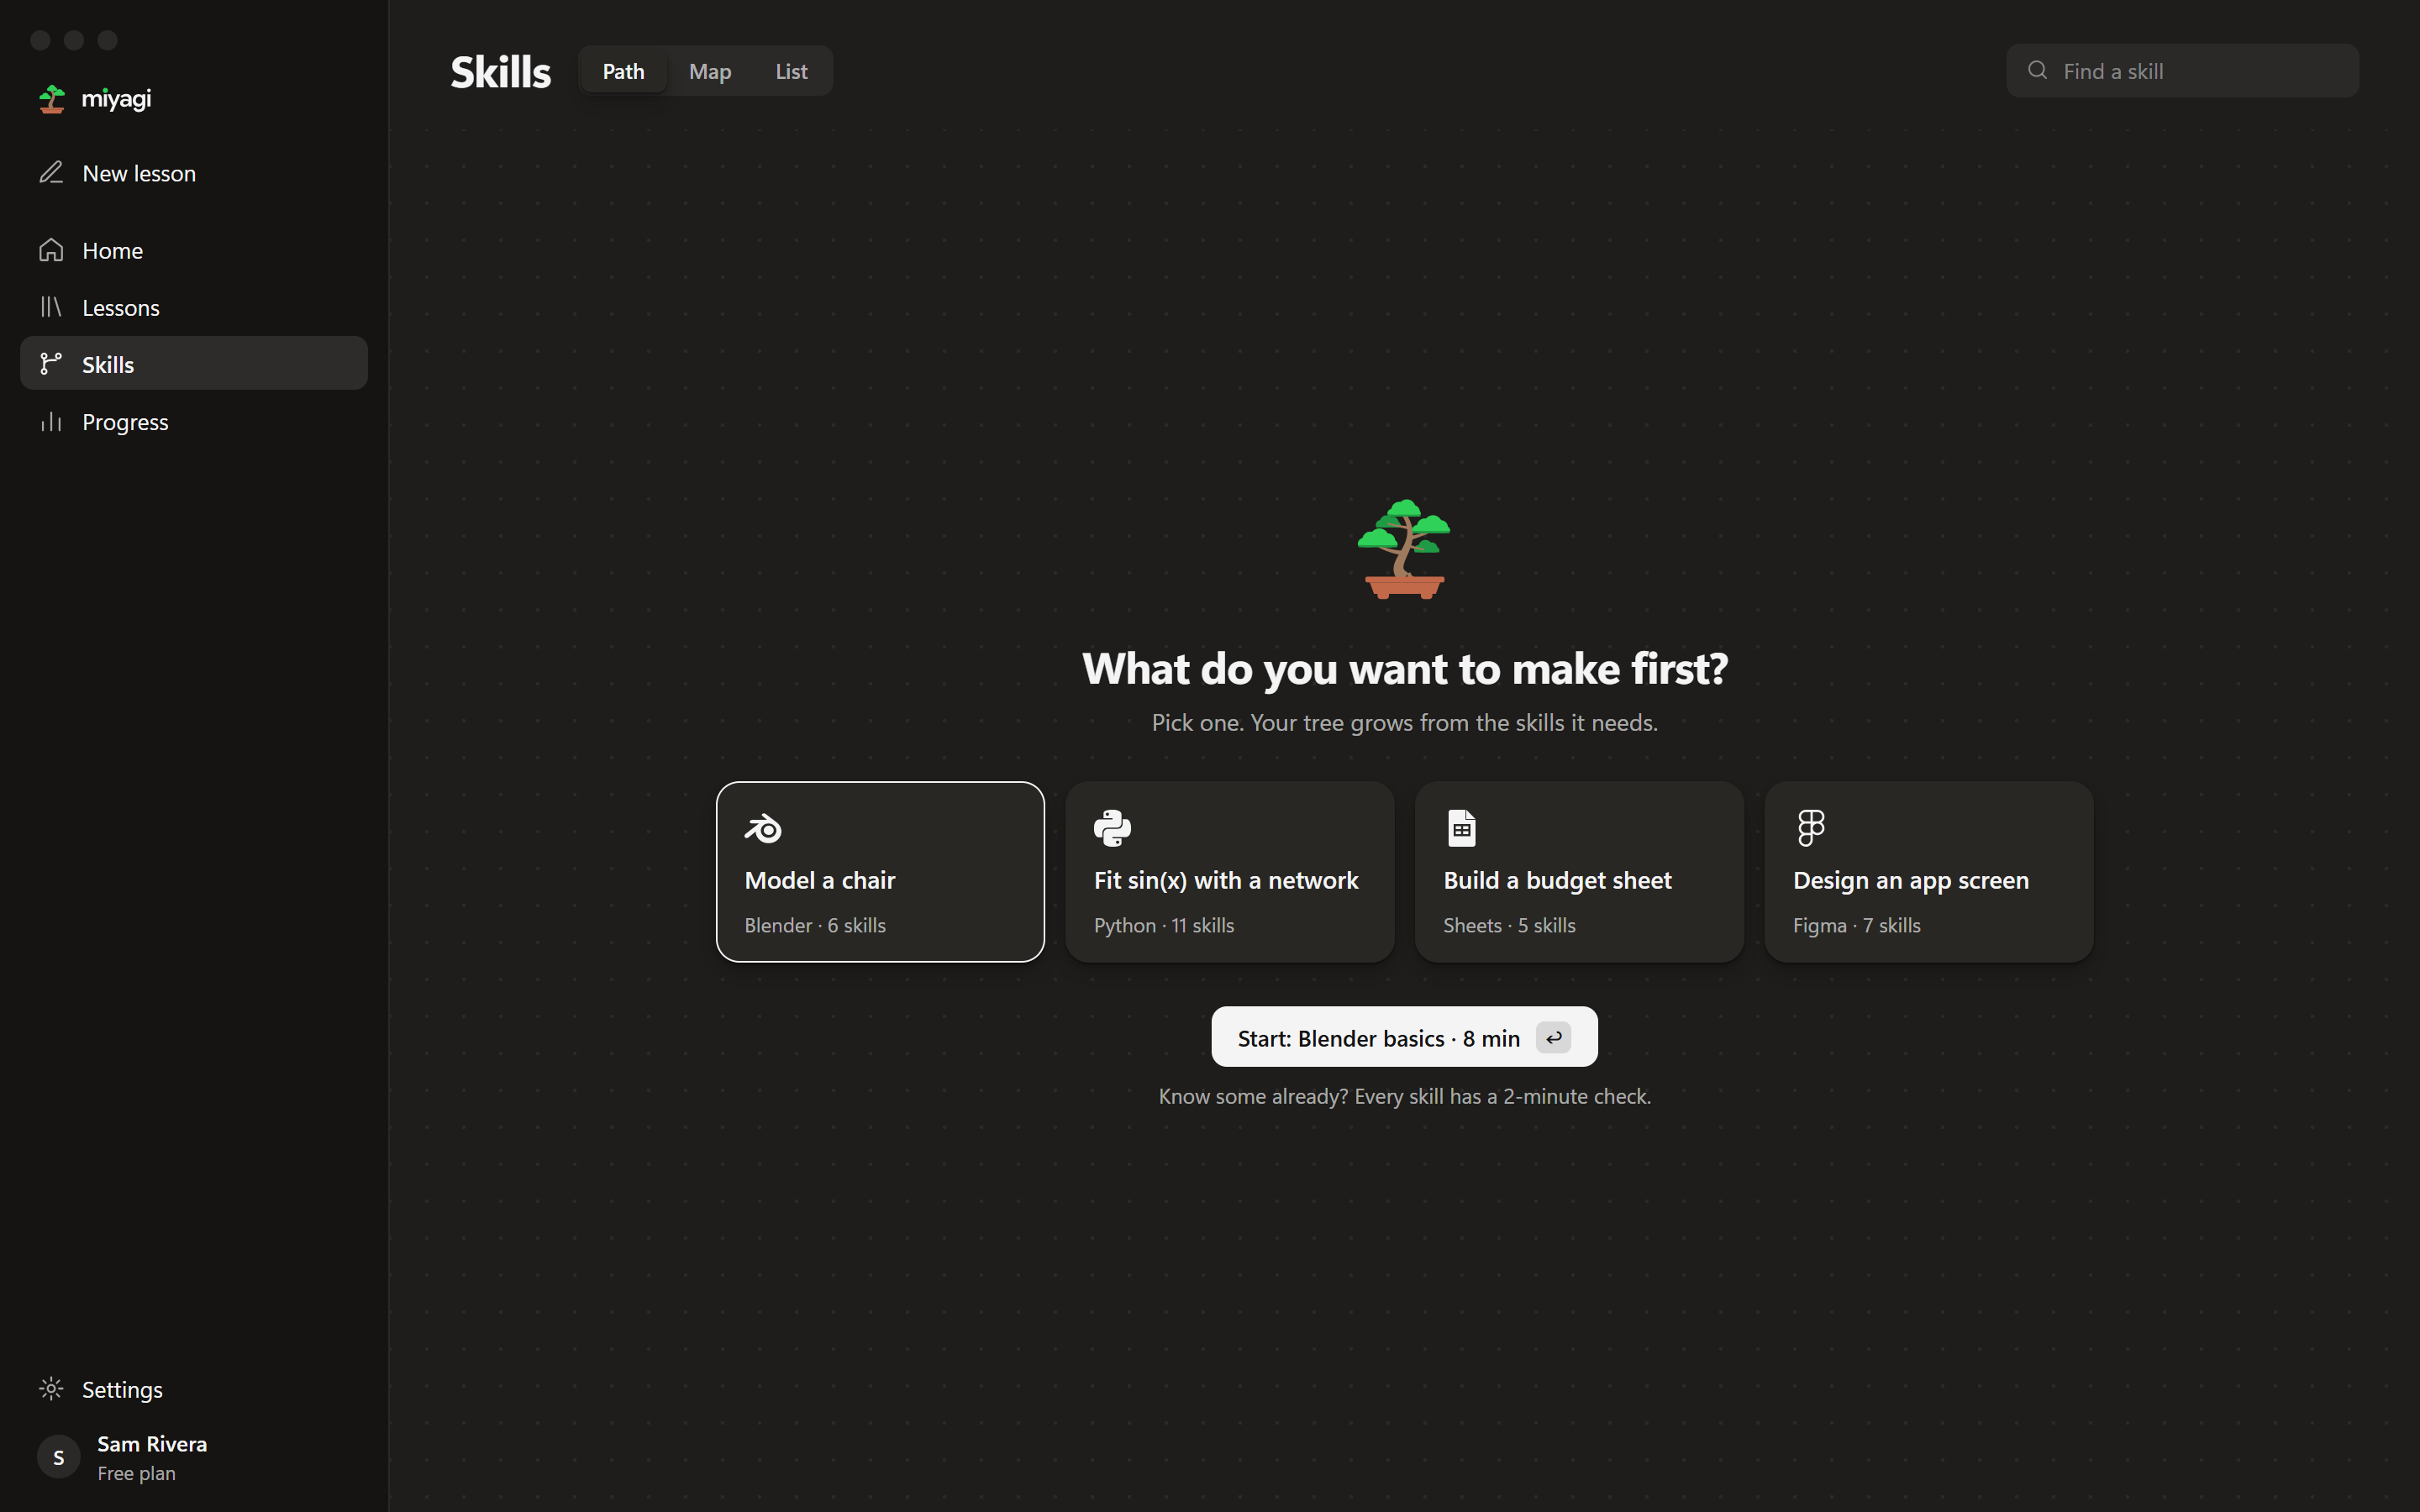 miyagi
New lesson
Home
Lessons
Skills
Progress
Settings
S
Sam Rivera
Free plan
Skills
Path
Map
List
Find a skill
What do you want to make first?
Pick one. Your tree grows from the skills it needs.
Model a chair
Blender · 6 skills
Fit sin(x) with a network
Python · 11 skills
Build a budget sheet
Sheets · 5 skills
Design an app screen
Figma · 7 skills
Start: Blender basics · 8 min
Know some already? Every skill has a 2-minute check.